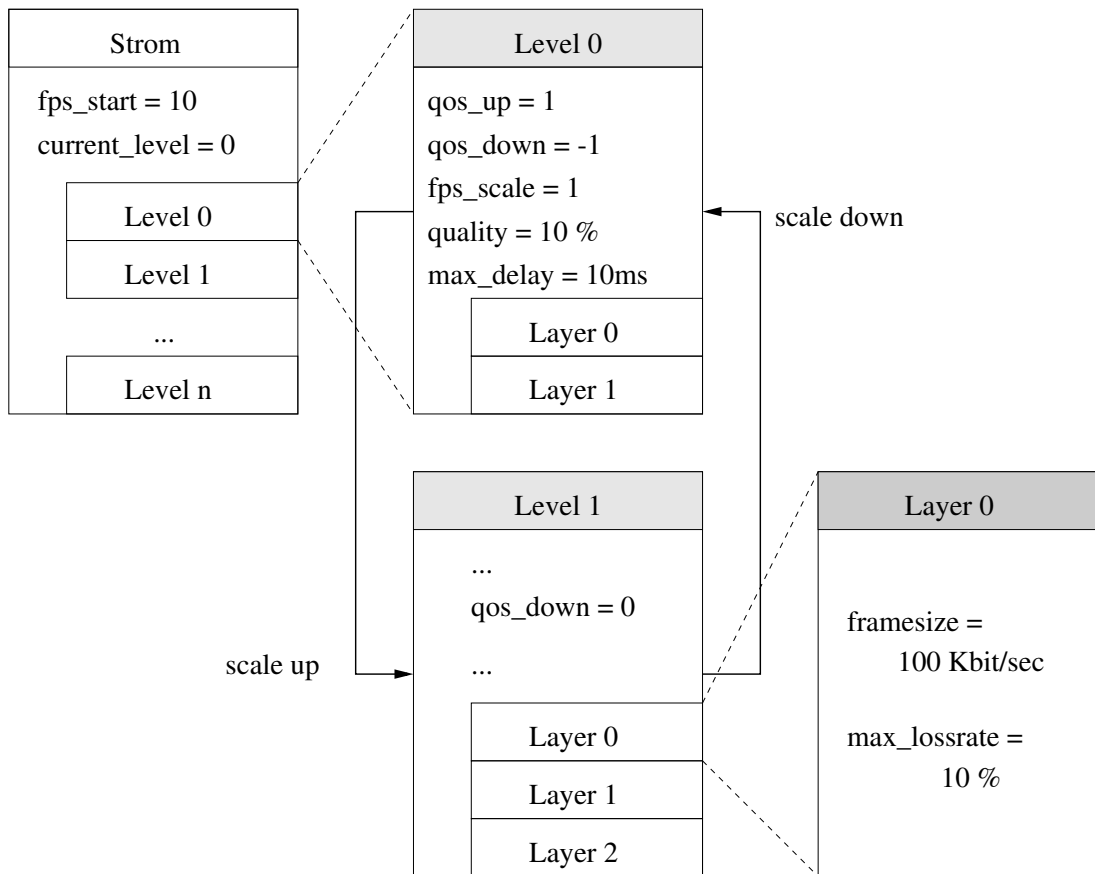 Strom
fps_start = 10
current_level = 0
Level 0
Level 1
...
Level n
Level 0
qos_up = 1
qos_down = -1
fps_scale = 1
quality = 10 %
max_delay = 10ms
Layer 0
Layer 1
scale down
scale up
Level 1
...
qos_down = 0
...
Layer 0
Layer 1
Layer 2
Layer 0
framesize =
100 Kbit/sec
max_lossrate =
10 %